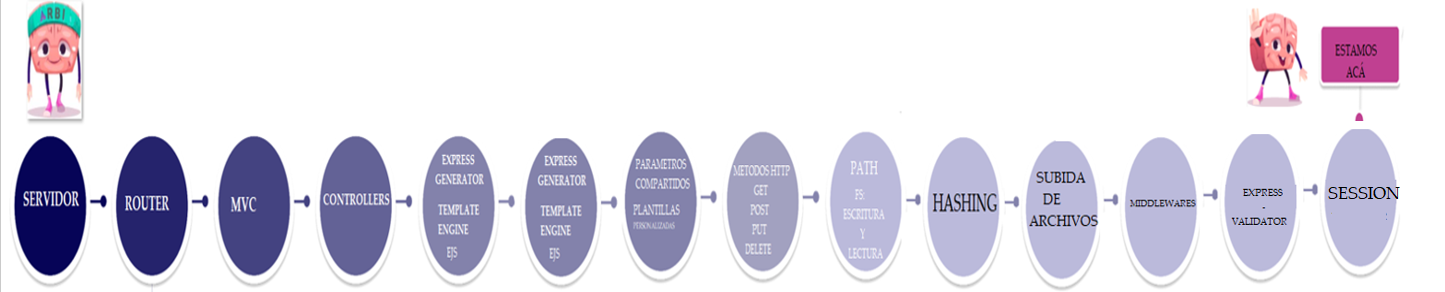 ARBI
ESTAMOS
ACÁ
SERVIDOR
ROUTER
MVC
CONTROLLERS
EXPRESS
GENERATOR
TEMPLATE
ENGINE
EJS
EXPRESS
GENERATOR
TEMPLATE
ENGINE
EJS
PARAMETROS
COMPARTIDOS
PLANTILLAS
PERSONALIZADAS
METODOS HTTP
GET
POST
PUT
DELETE
PATH
FS:
ESCRITURA
Y
LECTURA
HASHING
SUBIDA
DE
ARCHIVOS
MIDDLEWARES
EXPRESS
-
VALIDATOR
SESSION